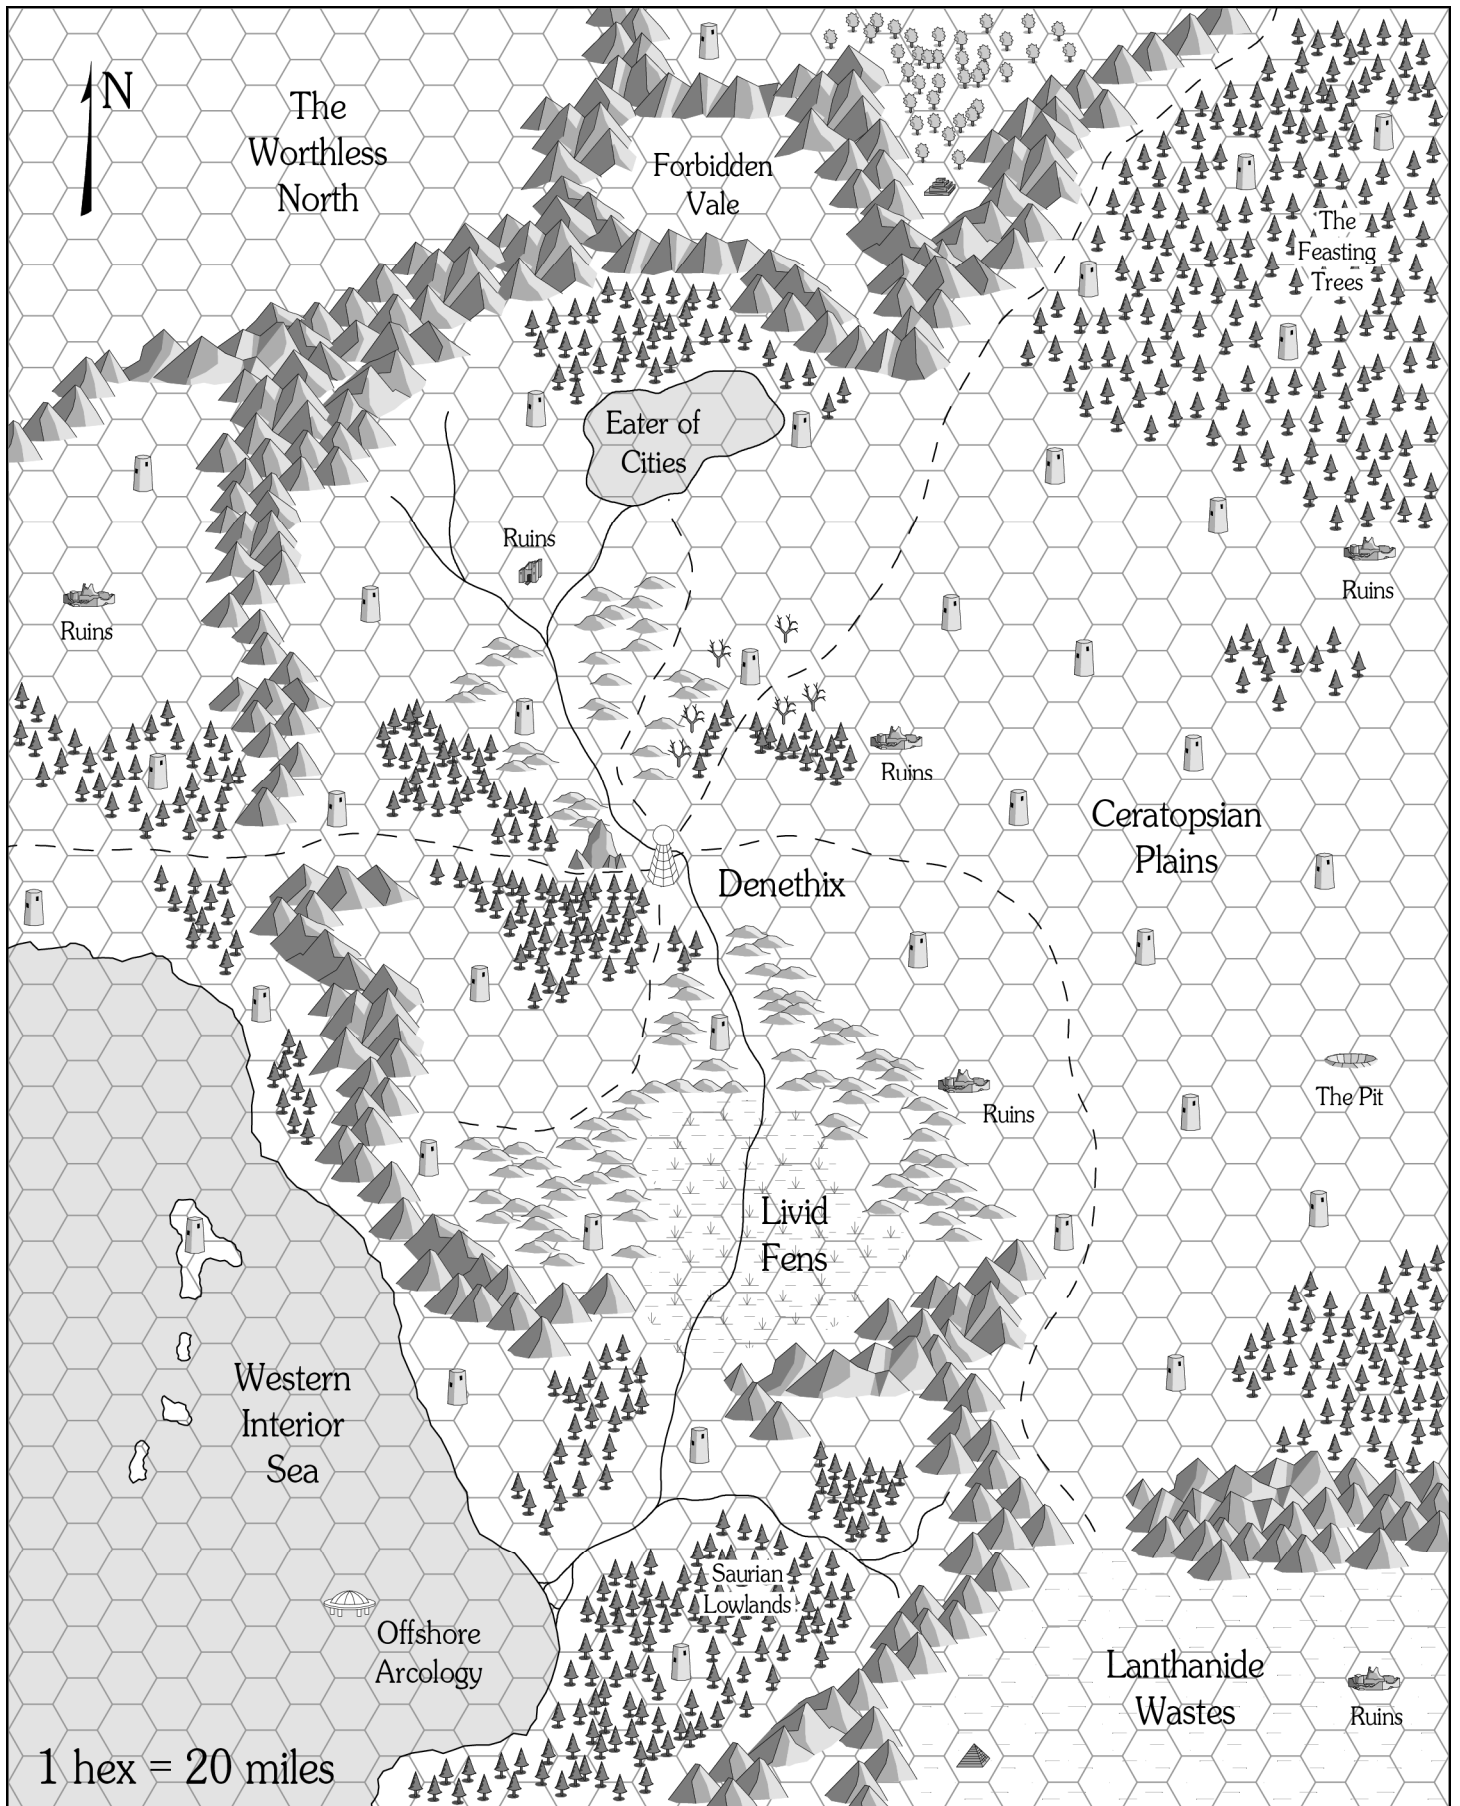 N
The
Worthless
North
Forbidden
Vale
The
Feasting
Trees
Eater of
Cities
Ruins
Ruins
Ruins
Ruins
Ceratopsian
Plains
Denethix
The Pit
Ruins
Livid
Fens
Western
Interior
Sea
Saurian
Lowlands
Offshore
Arcology
Lanthanide
Wastes
Ruins
1 hex = 20 miles